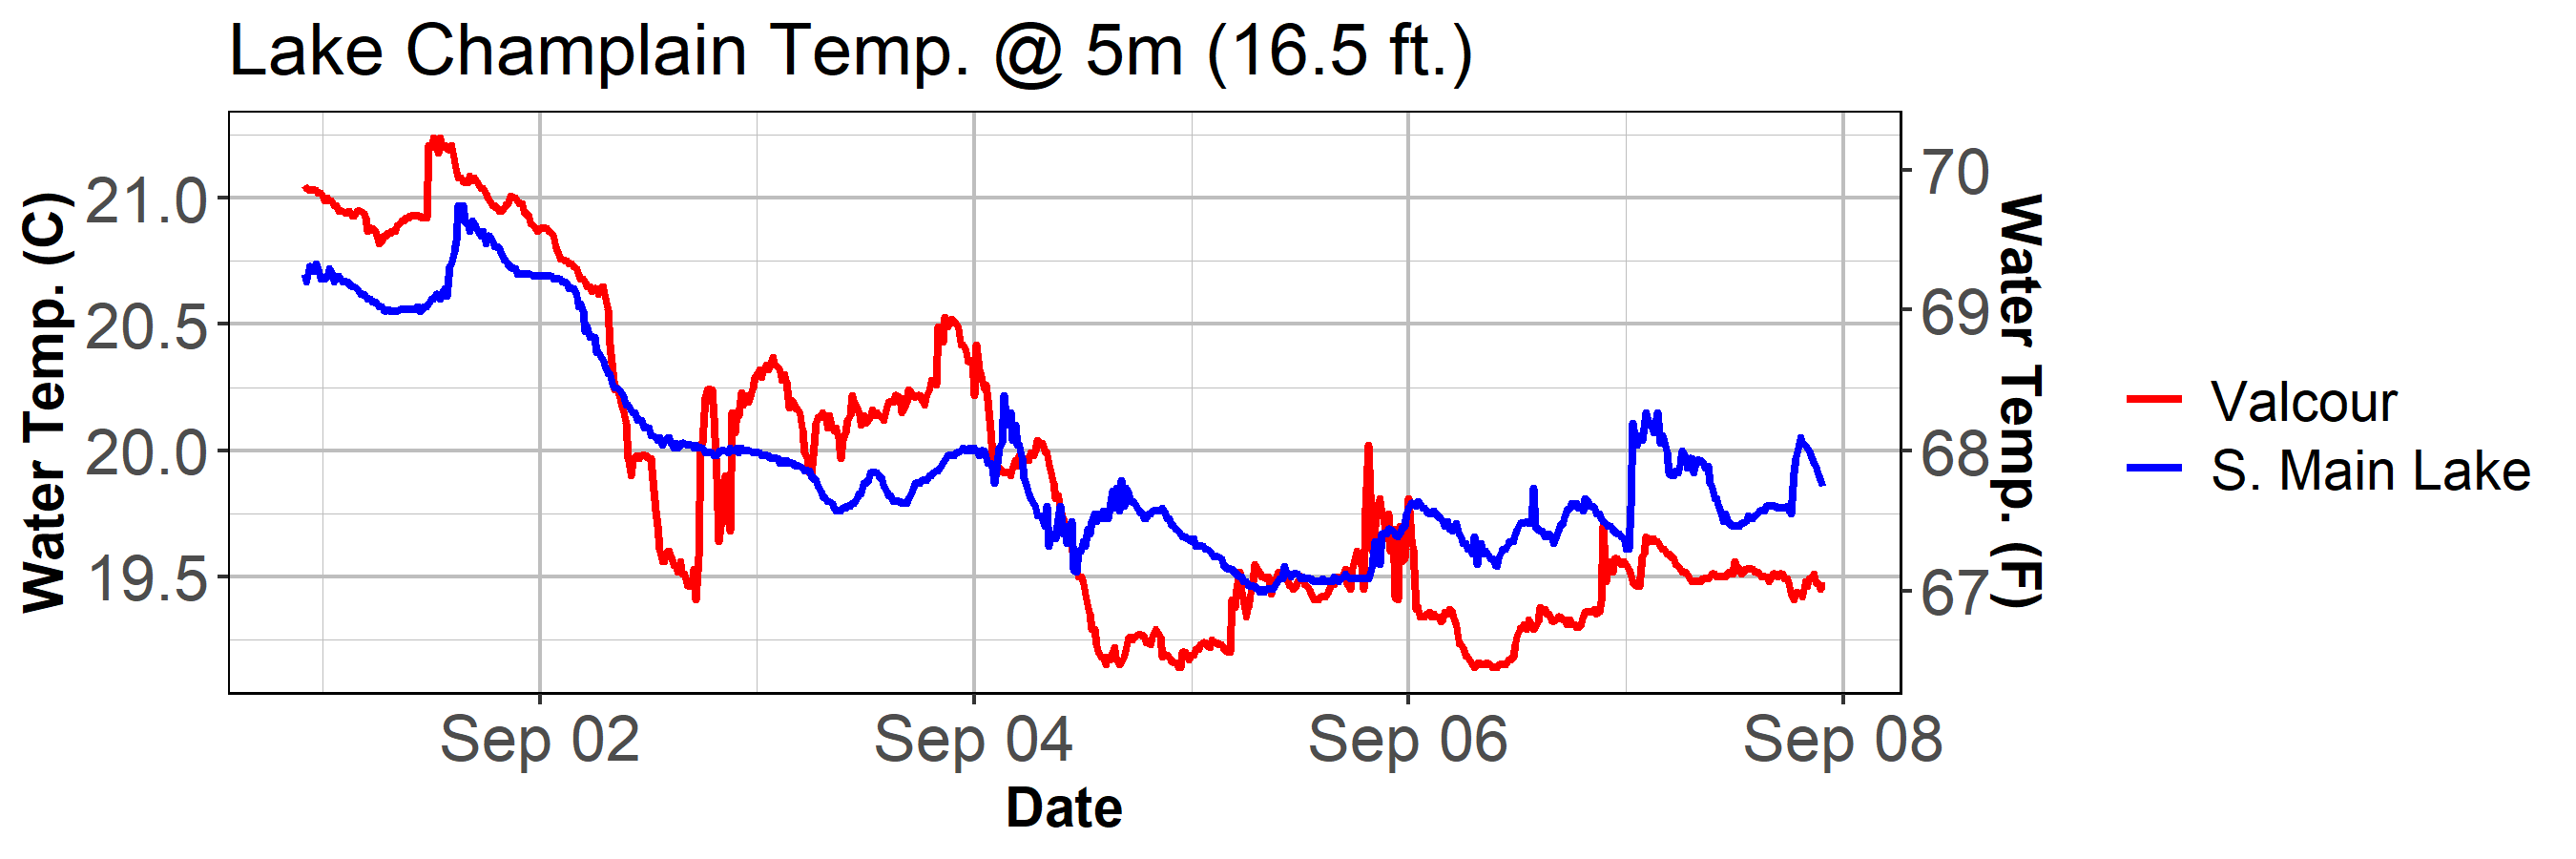 Lake Champlain Temp. @ 5m (16.5 ft.)
Water Temp. (C)
21.0
20.5
20.0
19.5
70
69
68
67
Water Temp. (F)
Sep 02
Sep 04
Sep 06
Sep 08
Date
Valcour
S. Main Lake